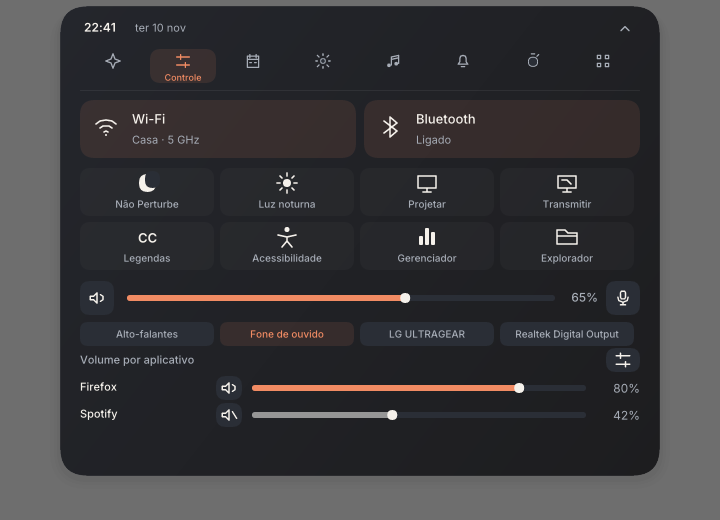 22:41 ter 10 nov
Controle
Wi-Fi
Casa · 5 GHz
Bluetooth
Ligado
Não Perturbe
Luz noturna
Projetar
Transmitir
CC
Legendas
Acessibilidade
Gerenciador
Explorador
65%
Alto-falantes
Fone de ouvido
LG ULTRAGEAR
Realtek Digital Output
Volume por aplicativo
Firefox
80%
Spotify
42%